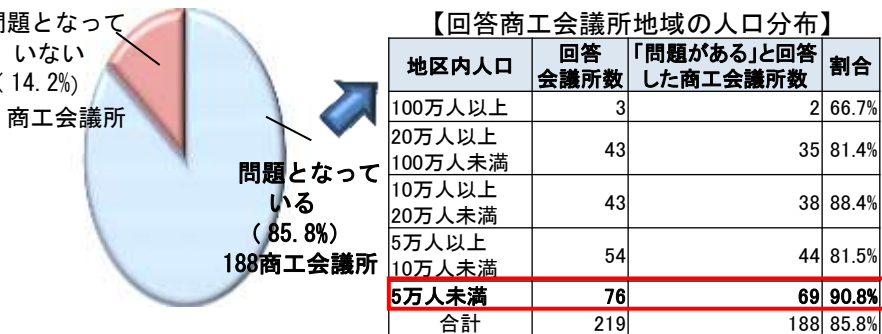 問題となって
いない
( 14.2%)
商工会議所
問題となって
いる
( 85.8%)
188商工会議所
【回答商工会議所地域の人口分布】
地区内人口 回答会議所数 「問題がある」と回答した商工会議所数 割合
100万人以上 3 2 66.7%
20万人以上100万人未満 43 35 81.4%
10万人以上20万人未満 43 38 88.4%
5万人以上10万人未満 54 44 81.5%
5万人未満 76 69 90.8%
合計 219 188 85.8%